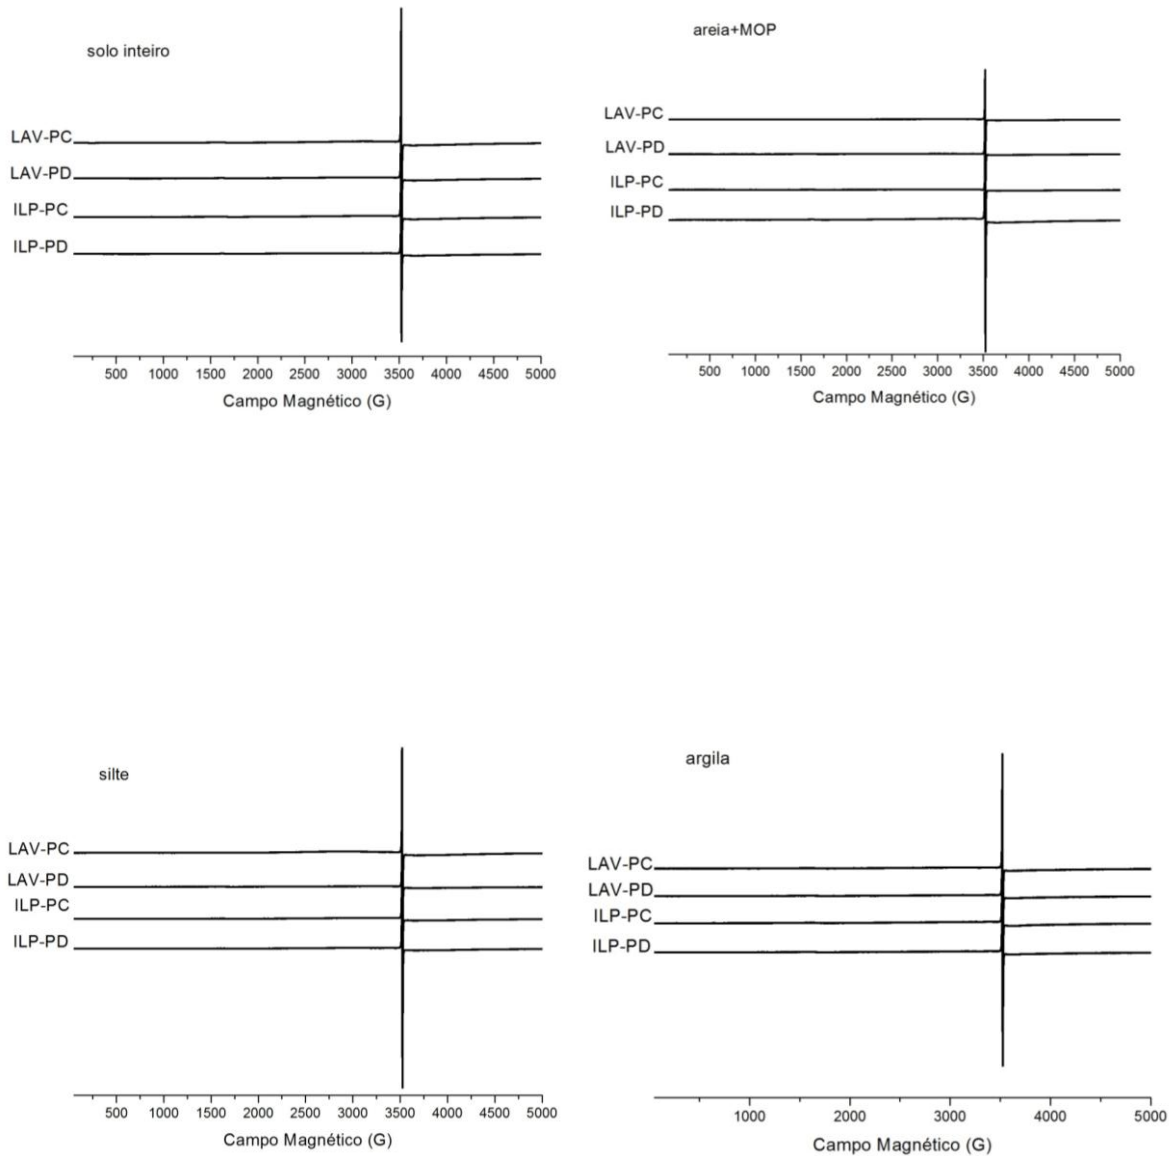 solo inteiro
LAV-PC
LAV-PD
ILP-PC
ILP-PD
500 1000 1500 2000 2500 3000 3500 4000 4500 5000
Campo Magnético (G)
areia+MOP
LAV-PC
LAV-PD
ILP-PC
ILP-PD
500 1000 1500 2000 2500 3000 3500 4000 4500 5000
Campo Magnético (G)
silte
LAV-PC
LAV-PD
ILP-PC
ILP-PD
500 1000 1500 2000 2500 3000 3500 4000 4500 5000
Campo Magnético (G)
argila
LAV-PC
LAV-PD
ILP-PC
ILP-PD
1000 2000 3000 4000 5000
Campo Magnético (G)